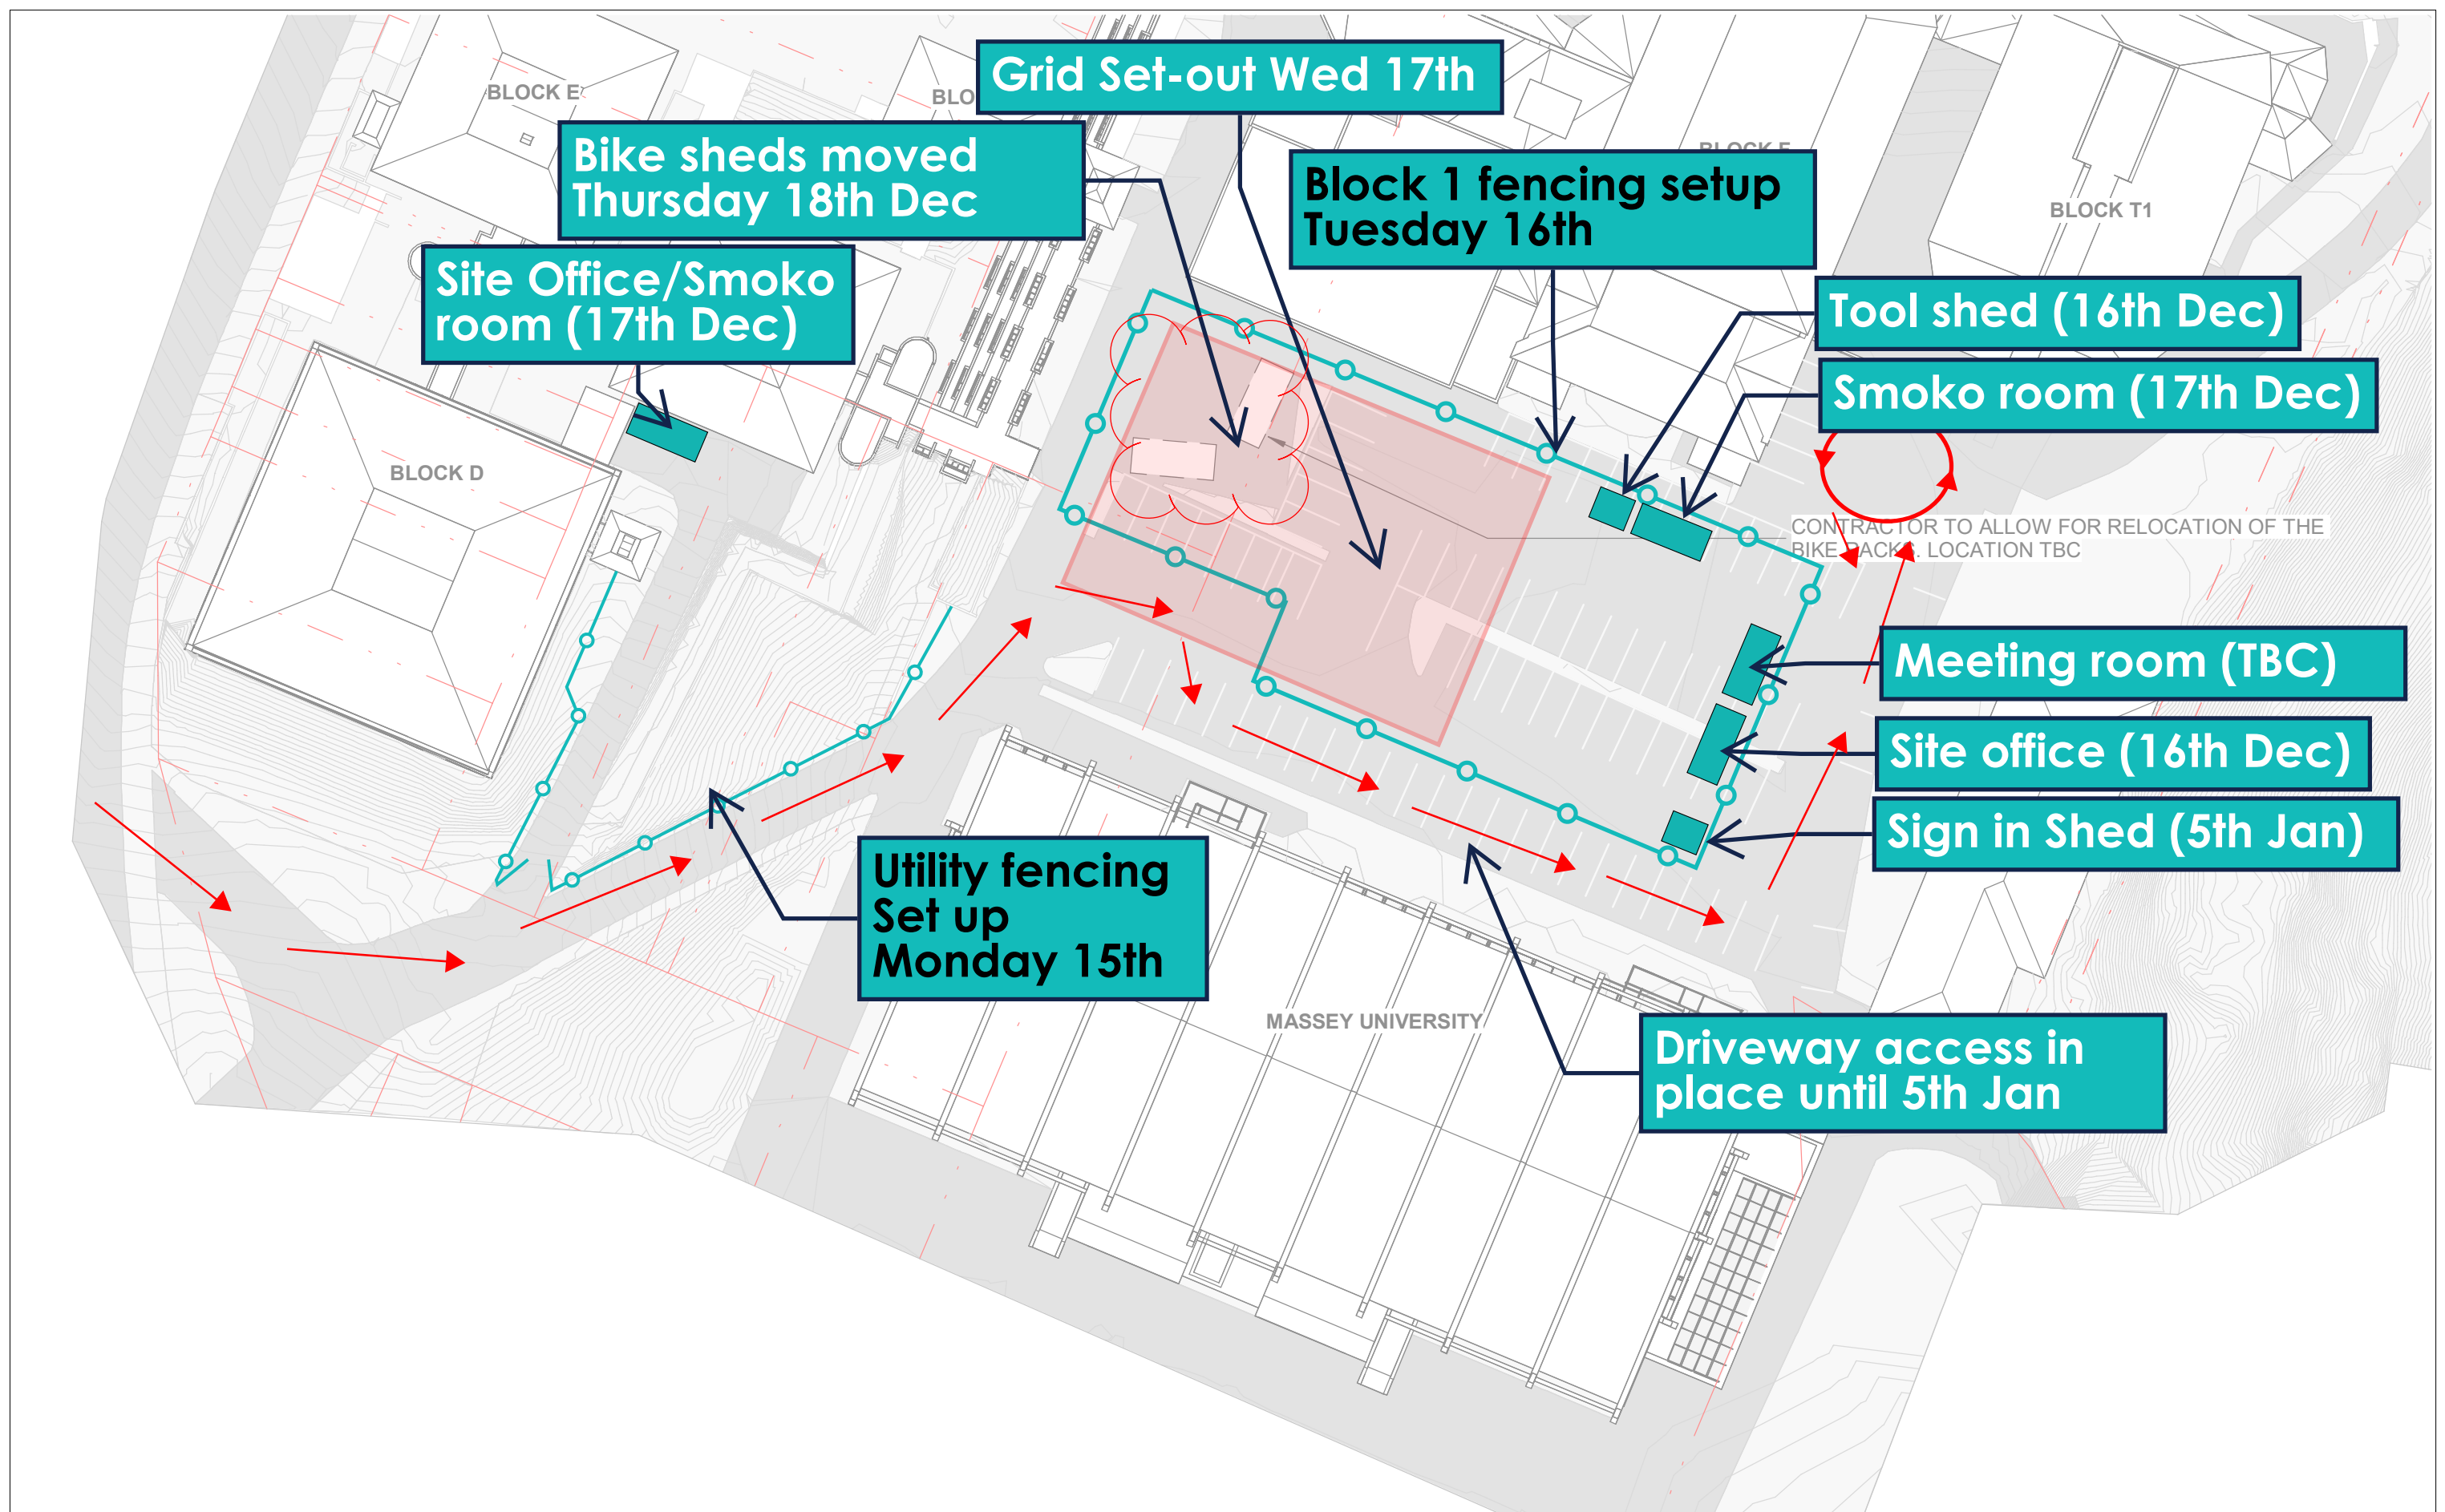 Grid Set-out Wed 17th
BLOCK E
BLO
Bike sheds moved
Thursday 18th Dec
Block 1 fencing setup
Tuesday 16th
BLOCK T1
Site Office/Smoko
room (17th Dec)
Tool shed (16th Dec)
Smoko room (17th Dec)
BLOCK D
CONTRACTOR TO ALLOW FOR RELOCATION OF THE
BIKE RACKS. LOCATION TBC
Meeting room (TBC)
Site office (16th Dec)
Sign in Shed (5th Jan)
Utility fencing
Set up
Monday 15th
MASSEY UNIVERSITY
Driveway access in
place until 5th Jan